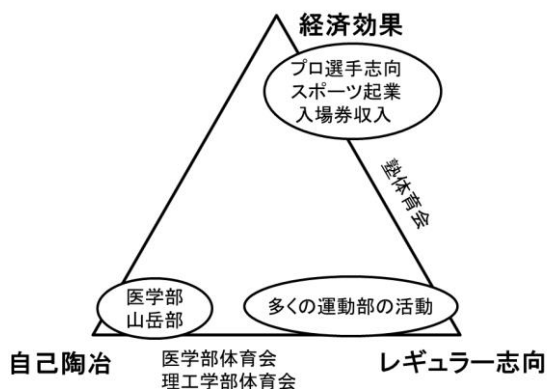 経済効果
プロ選手志向
スポーツ起業
入場券収入
塾体育会
医学部
山岳部
多くの運動部の活動
自己陶冶
医学部体育会
理工学部体育会
レギュラー志向